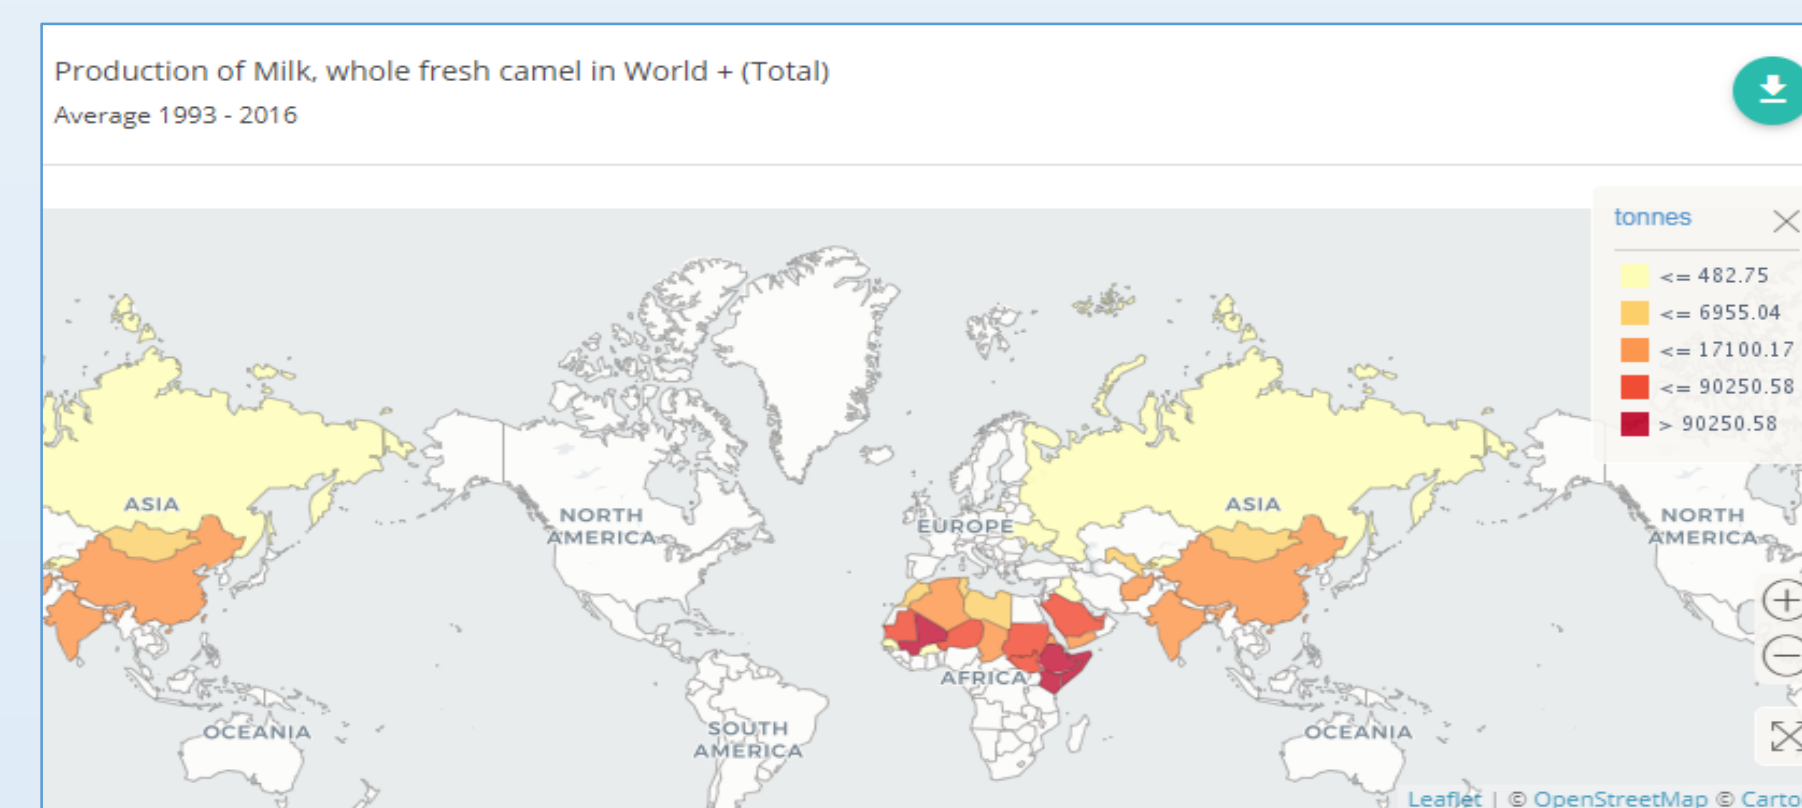 Production of Milk, whole fresh camel in World + (Total)
Average 1993 - 2016
tonnes
<= 482.75
<= 6955.04
<= 17100.17
<= 90250.58
> 90250.58
ASIA
NORTH
AMERICA
EUROPE
ASIA
NORTH
AMERICA
AFRICA
OCEANIA
SOUTH
AMERICA
OCEANIA
Leaflet | © OpenStreetMap © Carto